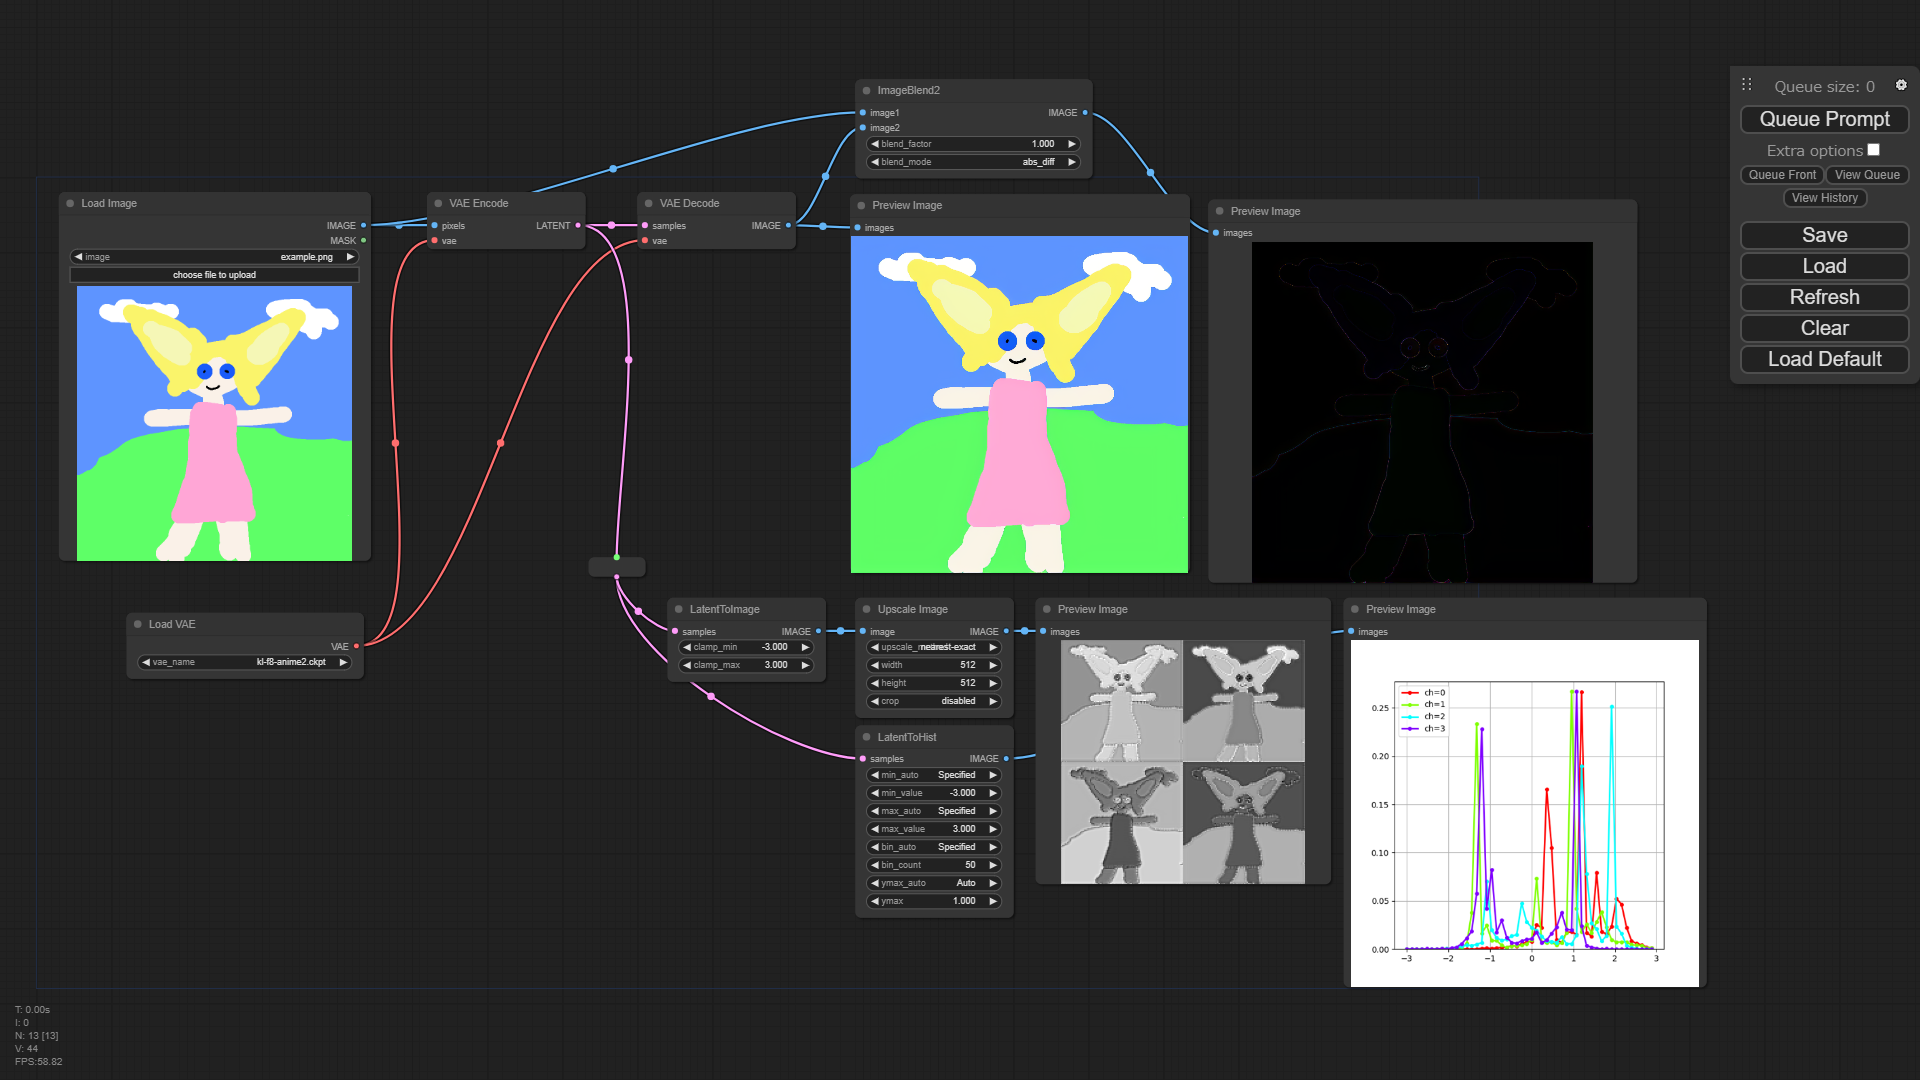 ImageBlend2
image1 IMAGE
image2
blend_factor 1.000
blend_mode abs_diff
Load Image
IMAGE
MASK
image example.png
choose file to upload
VAE Encode
pixels LATENT
vae
VAE Decode
samples IMAGE
vae
Preview Image
images
Preview Image
images
Load VAE
VAE
vae_name kl-f8-anime2.ckpt
LatentToImage
samples IMAGE
clamp_min -3.000
clamp_max 3.000
Upscale Image
image IMAGE
nearest-exact
width 512
height 512
crop disabled
LatentToHist
samples IMAGE
min_auto Specified
min_value -3.000
max_auto Specified
max_value 3.000
bin_auto Specified
bin_count 50
ymax_auto Auto
ymax 1.000
Preview Image
images
Preview Image
images
ch=0
ch=1
ch=2
ch=3
0.25
0.20
0.15
0.10
0.05
0.00
−3 −2 −1 0 1 2 3
Queue size: 0
Queue Prompt
Extra options
Queue Front View Queue
View History
Save
Load
Refresh
Clear
Load Default
T: 0.00s
I: 0
N: 13 [13]
V: 44
FPS:58.82